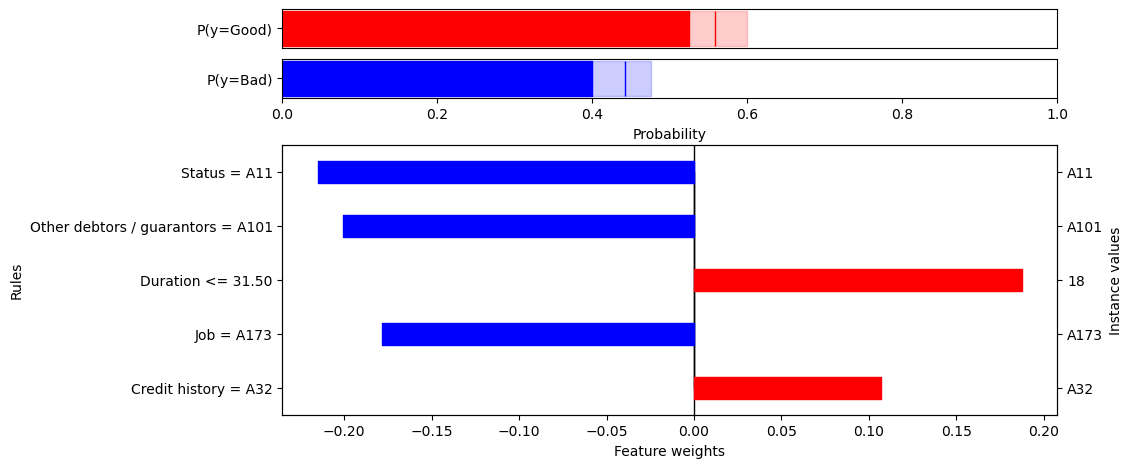 P(y=Good)
P(y=Bad)
0.0 0.2 0.4 0.6 0.8 1.0
Probability
Status = A11 A11
Other debtors / guarantors = A101 A101
Duration <= 31.50 18
Job = A173 A173
Credit history = A32 A32
Rules
Instance values
−0.20 −0.15 −0.10 −0.05 0.00 0.05 0.10 0.15 0.20
Feature weights